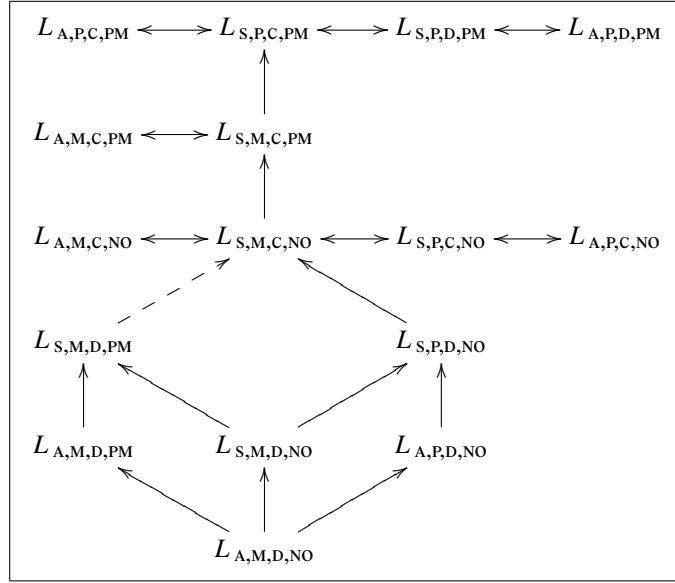 L A,P,C,PM L S,P,C,PM L S,P,D,PM L A,P,D,PM
L A,M,C,PM L S,M,C,PM
L A,M,C,NO L S,M,C,NO L S,P,C,NO L A,P,C,NO
L S,M,D,PM L S,P,D,NO
L A,M,D,PM L S,M,D,NO L A,P,D,NO
L A,M,D,NO